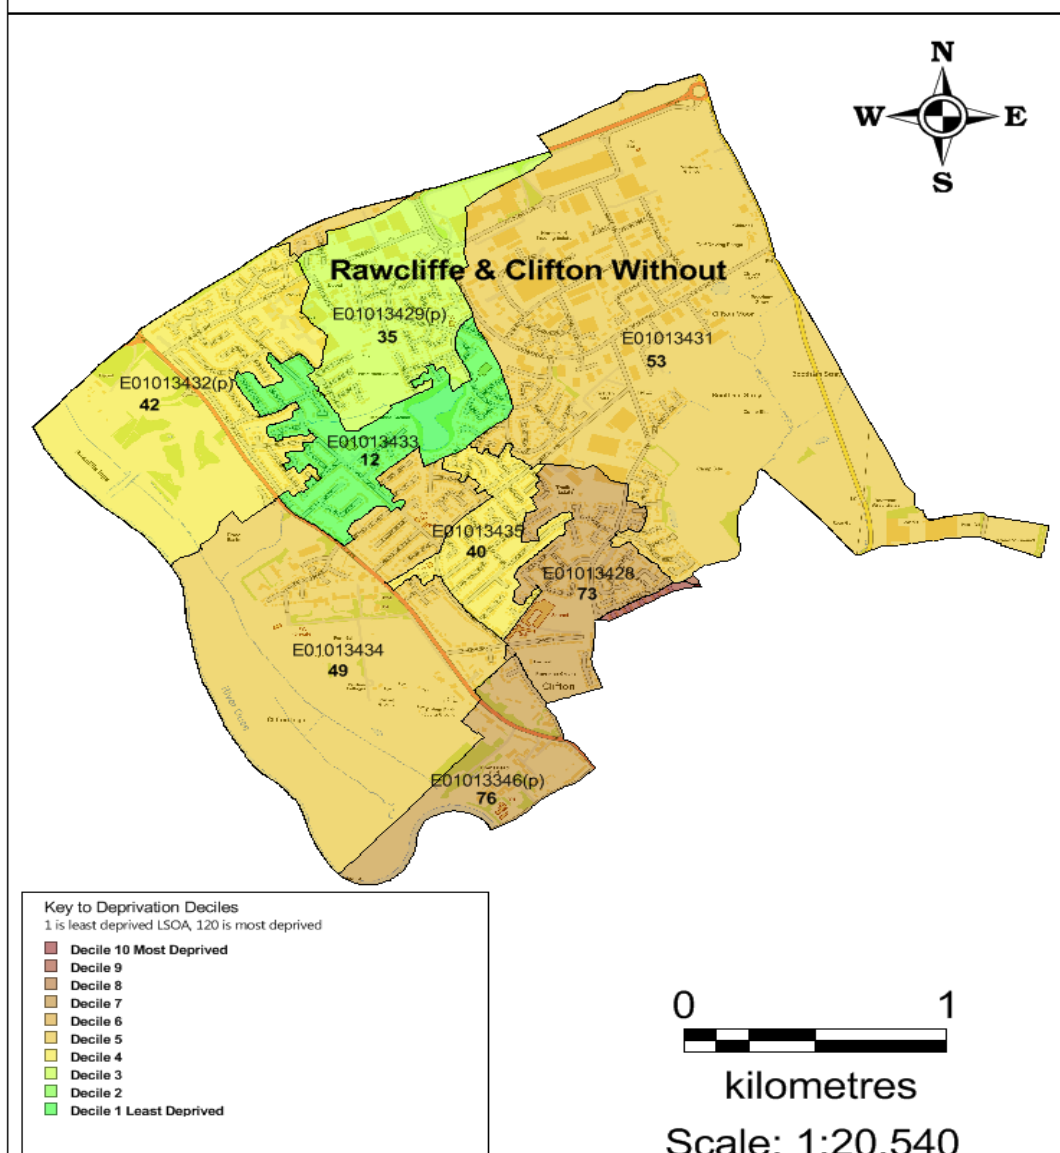 N
W E
S
Rawcliffe & Clifton Without
E01013429(p)
35
E01013431
53
E01013432(p)
42
E01013433
12
E01013435
40
E01013428
73
E01013434
49
River Ouse
Clifton
E01013346(p)
76
Key to Deprivation Deciles
1 is least deprived LSOA, 120 is most deprived
Decile 10 Most Deprived
Decile 9
Decile 8
Decile 7
Decile 6
Decile 5
Decile 4
Decile 3
Decile 2
Decile 1 Least Deprived
0 1
kilometres
Scale: 1:20,540